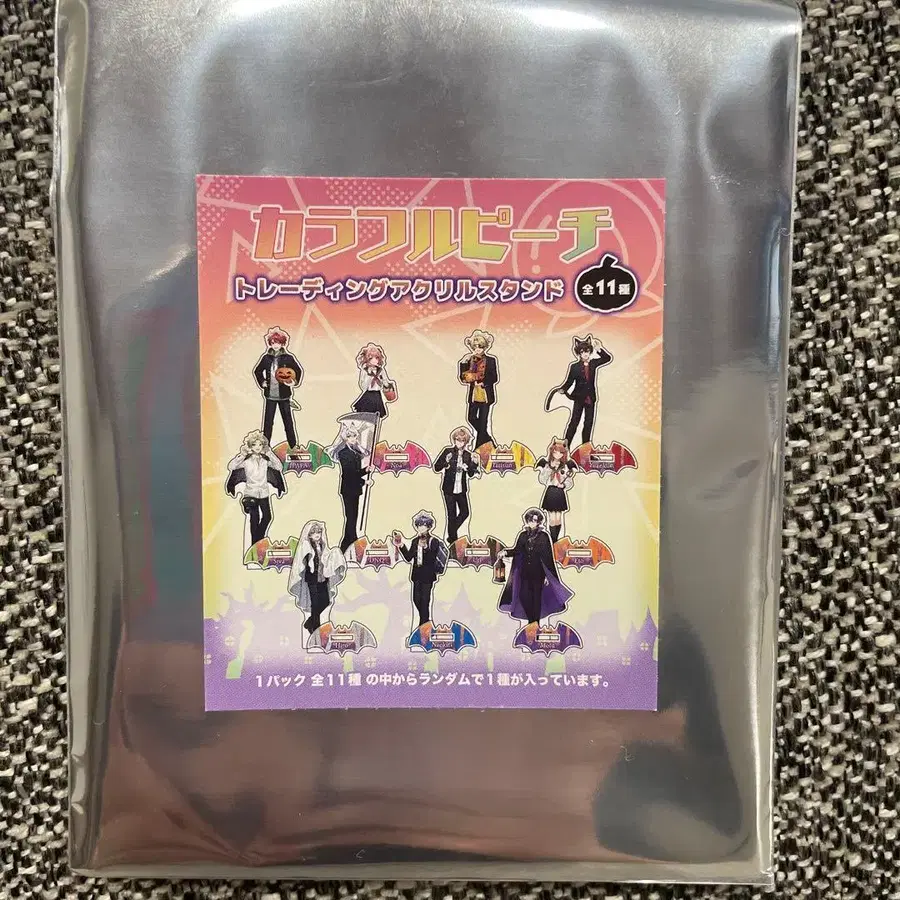 カラフルピーチ
トレーディングアクリルスタンド 全11種
1パック 全11種 の中からランダムで1種が入っています。